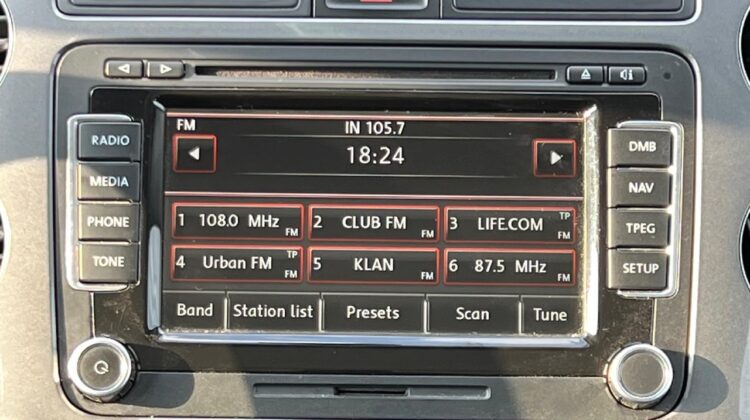 FM IN 105.7
18:24
RADIO
MEDIA
PHONE
TONE
1 108.0 MHz FM
2 CLUB FM FM
3 LIFE.COM TP FM
4 Urban FM TP FM
5 KLAN FM
6 87.5 MHz FM
Band Station list Presets Scan Tune
DMB
NAV
TPEG
SETUP